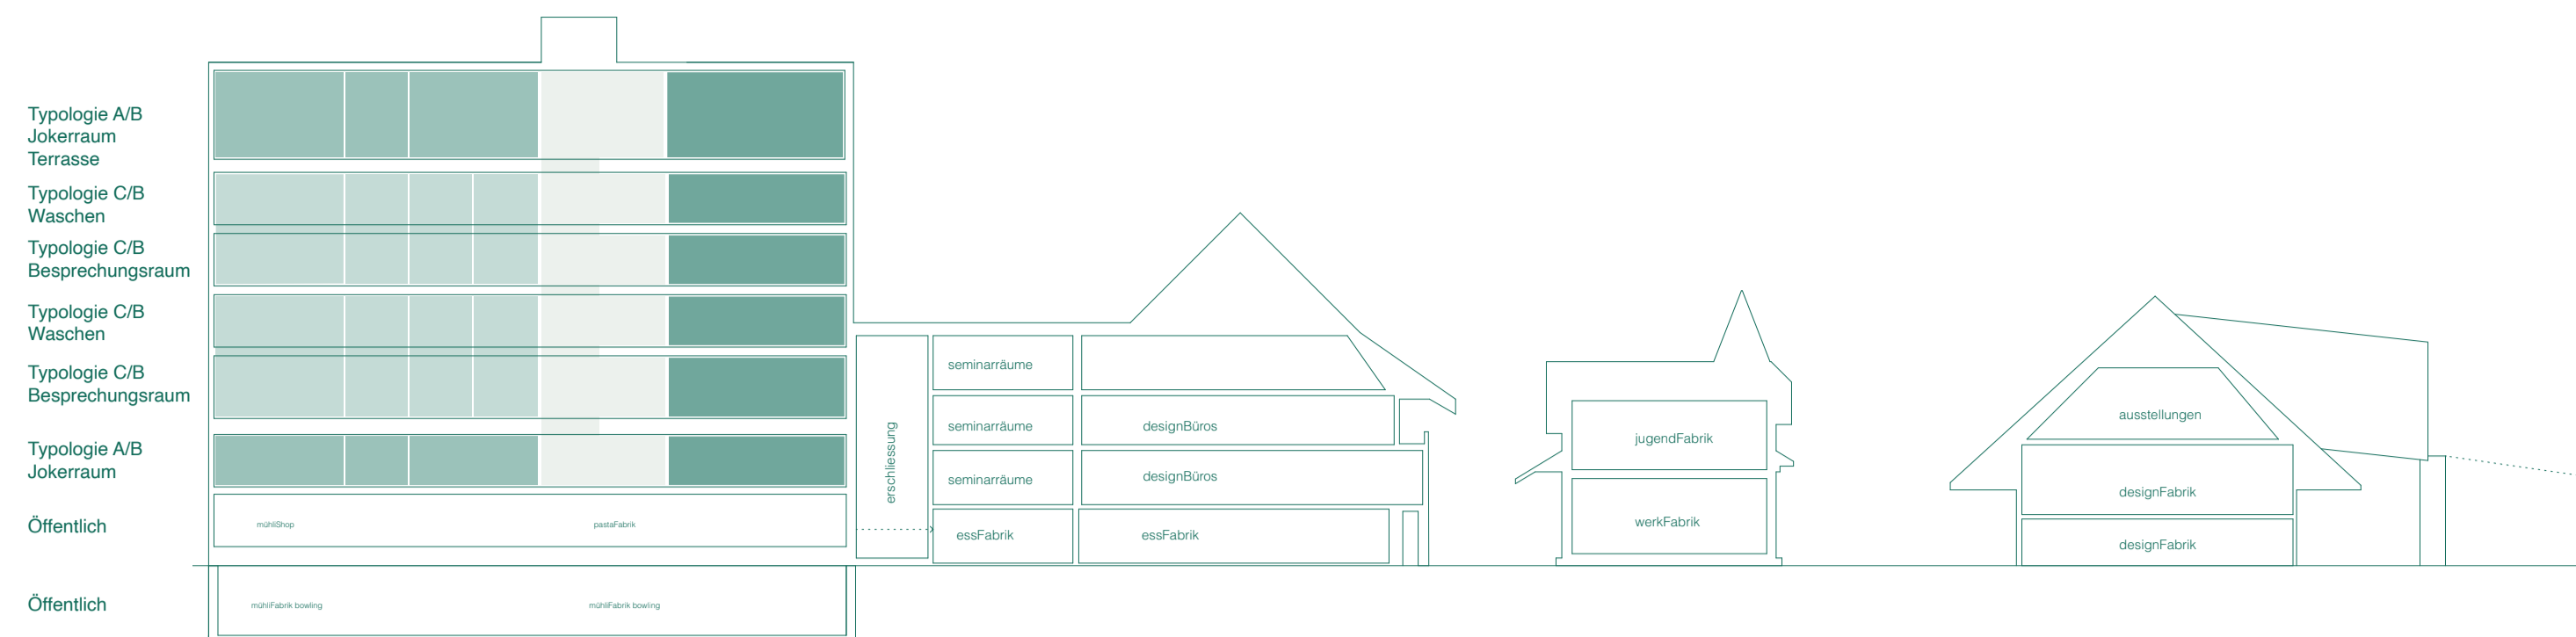 Typologie A/B
Jokerraum
Terrasse
Typologie C/B
Waschen
Typologie C/B
Besprechungsraum
Typologie C/B
Waschen
Typologie C/B
Besprechungsraum
Typologie A/B
Jokerraum
Öffentlich
mühliShop
pastaFabrik
Öffentlich
mühliFabrik bowling
mühliFabrik bowling
erschliessung
seminarräume
seminarräume
designBüros
seminarräume
designBüros
essFabrik
essFabrik
jugendFabrik
werkFabrik
ausstellungen
designFabrik
designFabrik